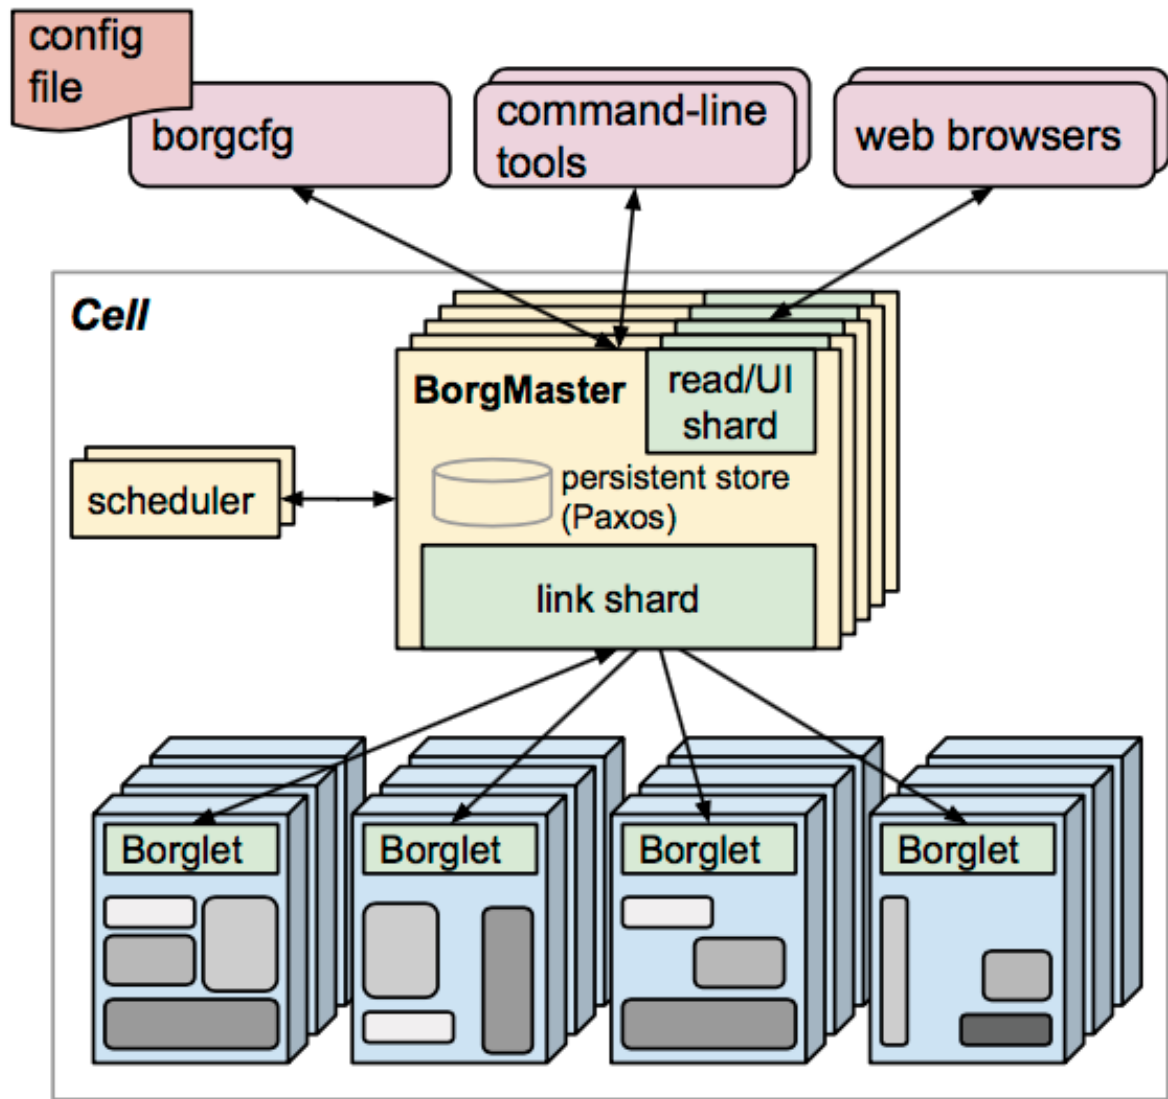 config
file
borgcfg
command-line
tools
web browsers
Cell
BorgMaster
read/UI
shard
persistent store
(Paxos)
scheduler
link shard
Borglet
Borglet
Borglet
Borglet